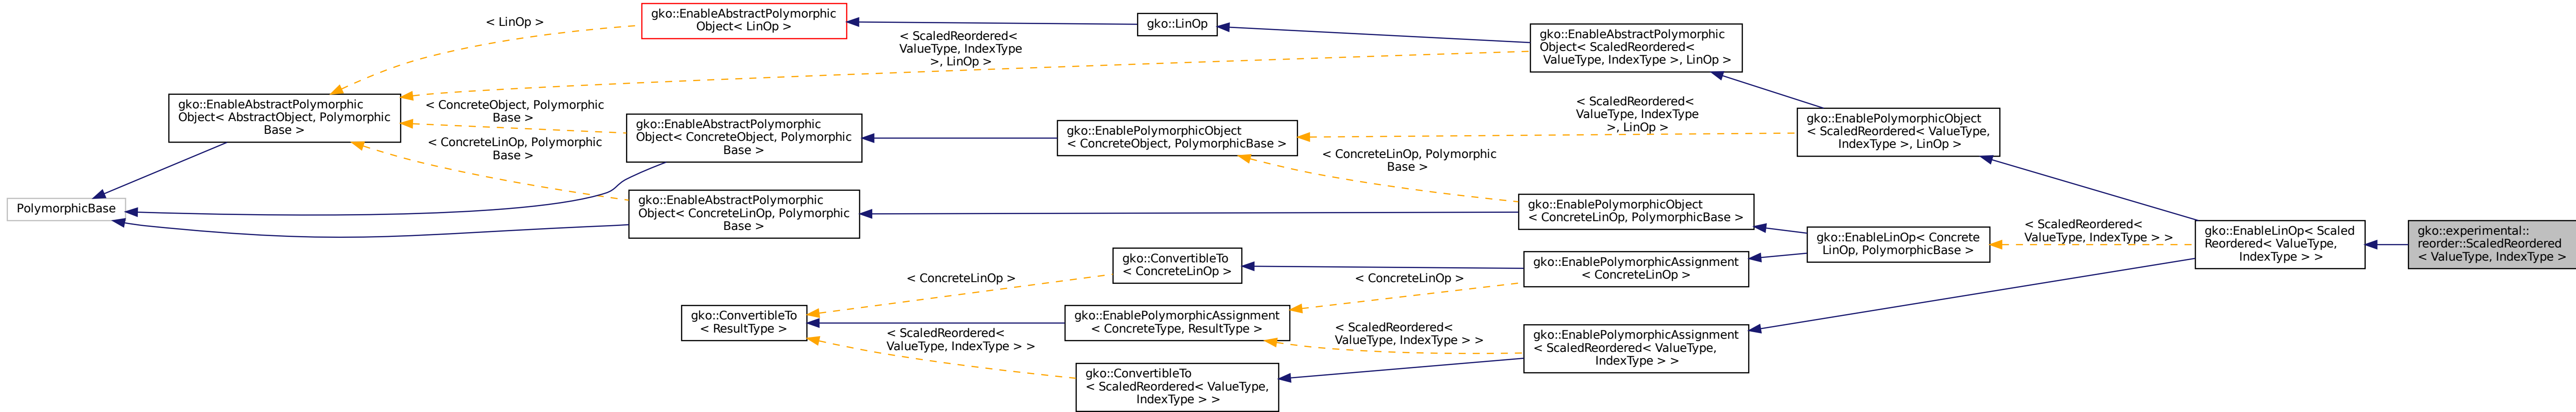 gko::EnableAbstractPolymorphic
Object< LinOp >
< LinOp >
gko::LinOp
< ScaledReordered<
ValueType, IndexType
>, LinOp >
gko::EnableAbstractPolymorphic
Object< ScaledReordered<
ValueType, IndexType >, LinOp >
gko::EnableAbstractPolymorphic
Object< AbstractObject, Polymorphic
Base >
< ConcreteObject, Polymorphic
Base >
< ConcreteLinOp, Polymorphic
Base >
gko::EnableAbstractPolymorphic
Object< ConcreteObject, Polymorphic
Base >
gko::EnablePolymorphicObject
< ConcreteObject, PolymorphicBase >
< ScaledReordered<
ValueType, IndexType
>, LinOp >
gko::EnablePolymorphicObject
< ScaledReordered< ValueType,
IndexType >, LinOp >
< ConcreteLinOp, Polymorphic
Base >
PolymorphicBase
gko::EnableAbstractPolymorphic
Object< ConcreteLinOp, Polymorphic
Base >
gko::EnablePolymorphicObject
< ConcreteLinOp, PolymorphicBase >
gko::EnableLinOp< Concrete
LinOp, PolymorphicBase >
< ScaledReordered<
ValueType, IndexType > >
gko::EnableLinOp< Scaled
Reordered< ValueType,
IndexType > >
gko::experimental::
reorder::ScaledReordered
< ValueType, IndexType >
gko::ConvertibleTo
< ConcreteLinOp >
gko::EnablePolymorphicAssignment
< ConcreteLinOp >
< ConcreteLinOp >
< ConcreteLinOp >
gko::ConvertibleTo
< ResultType >
gko::EnablePolymorphicAssignment
< ConcreteType, ResultType >
< ScaledReordered<
ValueType, IndexType > >
< ScaledReordered<
ValueType, IndexType > >
gko::EnablePolymorphicAssignment
< ScaledReordered< ValueType,
IndexType > >
gko::ConvertibleTo
< ScaledReordered< ValueType,
IndexType > >